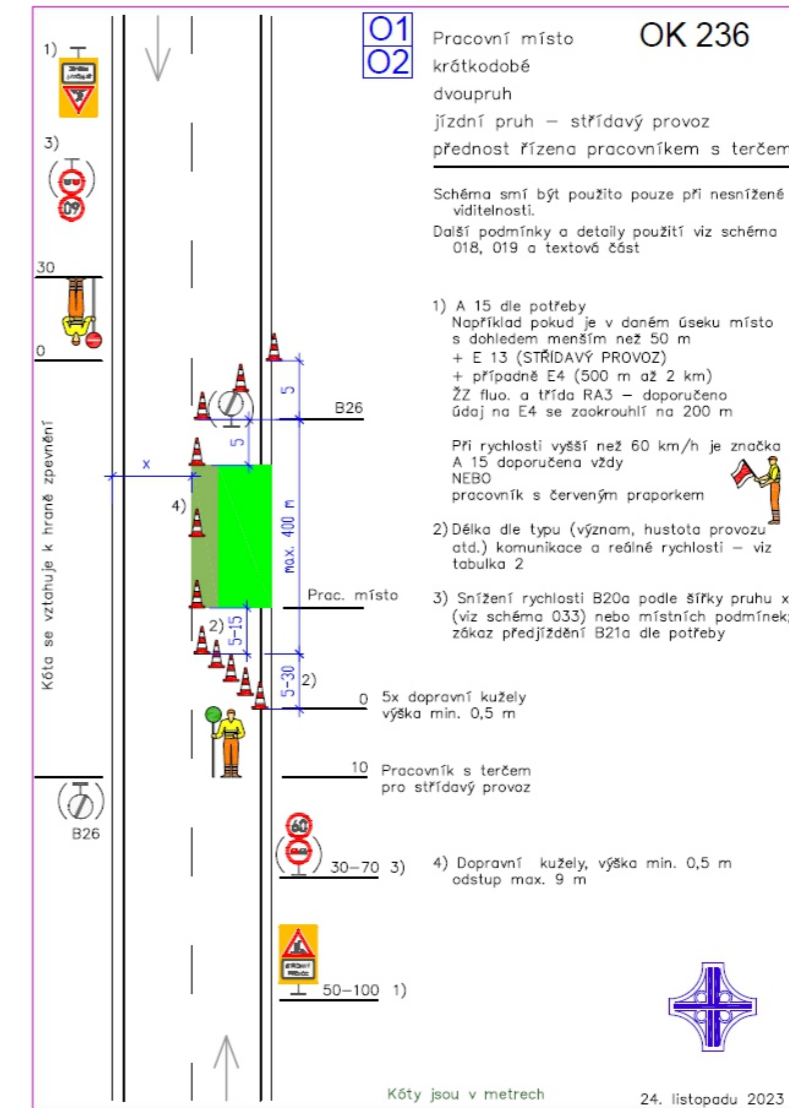 O1
O2
OK 236
Pracovní místo
krátkodobé
dvoupruh
jízdní pruh – střídavý provoz
přednost řízena pracovníkem s terčem
Schéma smí být použito pouze při nesnížené
viditelnosti.
Další podmínky a detaily použití viz schéma
018, 019 a textová část
1) A 15 dle potřeby
Například pokud je v daném úseku místo
s dohledem menším než 50 m
+ E 13 (STŘÍDAVÝ PROVOZ)
+ případně E4 (500 m až 2 km)
ŽZ fluo. a třída RA3 – doporučeno
údaj na E4 se zaokrouhlí na 200 m
Při rychlosti vyšší než 60 km/h je značka
A 15 doporučena vždy
NEBO
pracovník s červeným praporkem
2) Délka dle typu (význam, hustota provozu
atd.) komunikace a reálné rychlosti – viz
tabulka 2
3) Snížení rychlosti B20a podle šířky pruhu x
(viz schéma 033) nebo místních podmínek;
zákaz předjíždění B21a dle potřeby
4) Dopravní kužely, výška min. 0,5 m
odstup max. 9 m
1)
STŘÍDAVÝ
PROVOZ
3)
60
30
0
5
B26
5
x
4)
max. 400 m
Kóta se vztahuje k hraně zpevnění
Prac. místo
2)
5–15
5–30
2)
0
5x dopravní kužely
výška min. 0,5 m
10
Pracovník s terčem
pro střídavý provoz
B26
60
30–70 3)
STŘÍDAVÝ
PROVOZ
50–100 1)
Kóty jsou v metrech
24. listopadu 2023